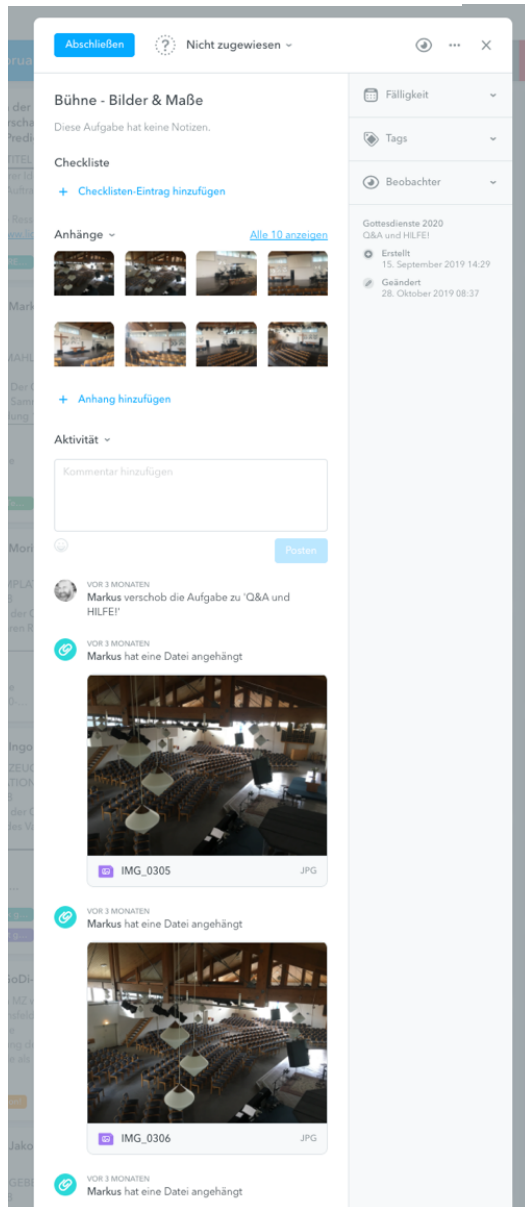 Abschließen
?
Nicht zugewiesen
Bühne - Bilder & Maße
Diese Aufgabe hat keine Notizen.
Checkliste
+ Checklisten-Eintrag hinzufügen
Anhänge
Alle 10 anzeigen
+ Anhang hinzufügen
Aktivität
Kommentar hinzufügen
Posten
VOR 3 MONATEN
Markus verschob die Aufgabe zu 'Q&A und
HILFE!'
VOR 3 MONATEN
Markus hat eine Datei angehängt
IMG_0305
JPG
VOR 3 MONATEN
Markus hat eine Datei angehängt
IMG_0306
JPG
VOR 3 MONATEN
Markus hat eine Datei angehängt
Fälligkeit
Tags
Beobachter
Gottesdienste 2020
Q&A und HILFE!
Erstellt
15. September 2019 14:29
Geändert
28. Oktober 2019 08:37